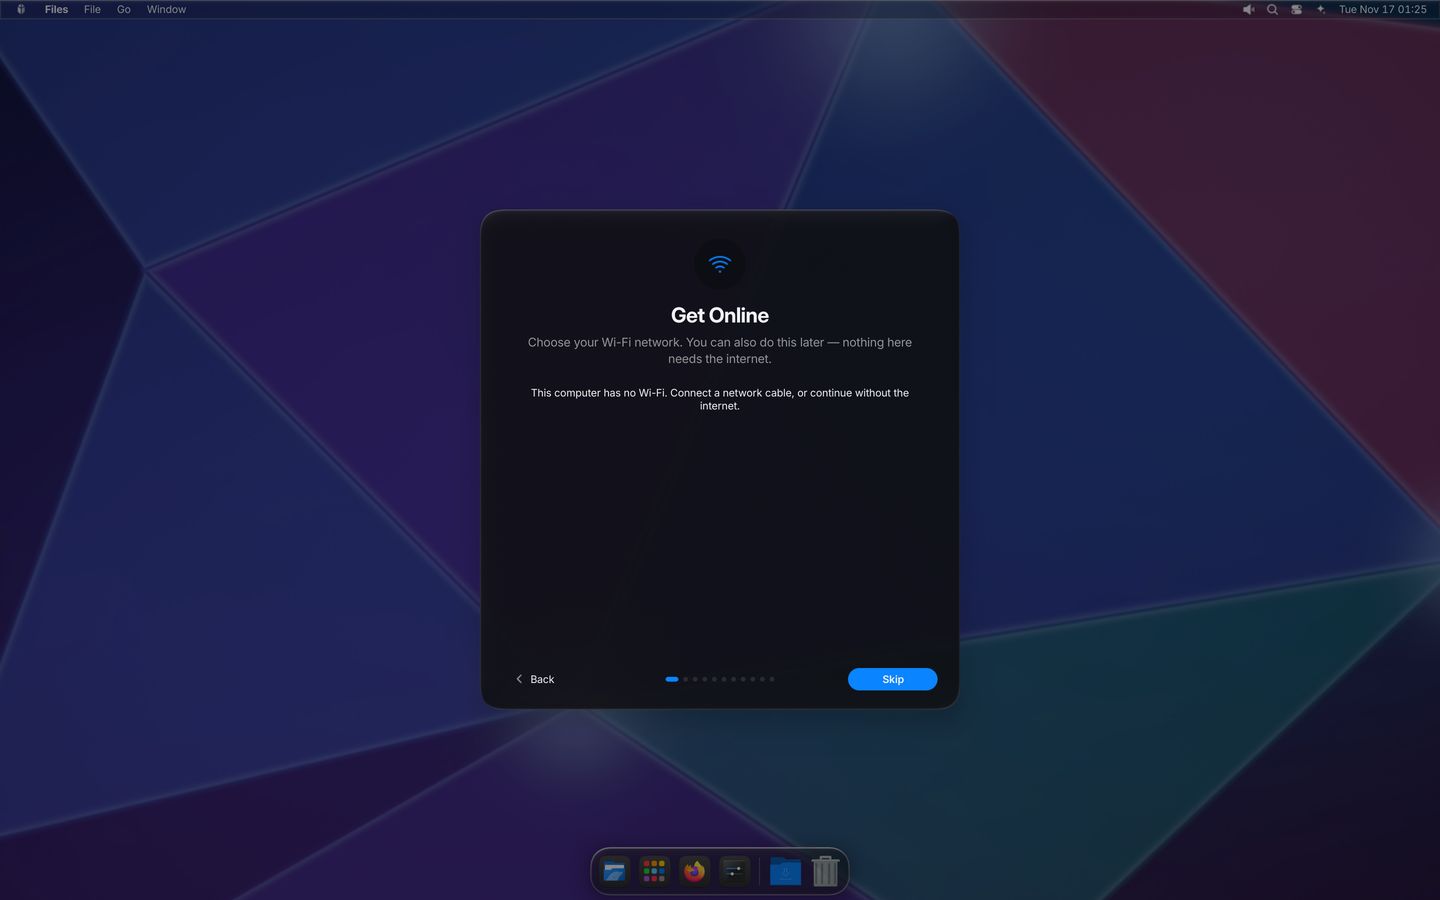 Files File Go Window Tue Nov 17 01:25
Get Online
Choose your Wi-Fi network. You can also do this later — nothing here
needs the internet.
This computer has no Wi-Fi. Connect a network cable, or continue without the
internet.
Back Skip